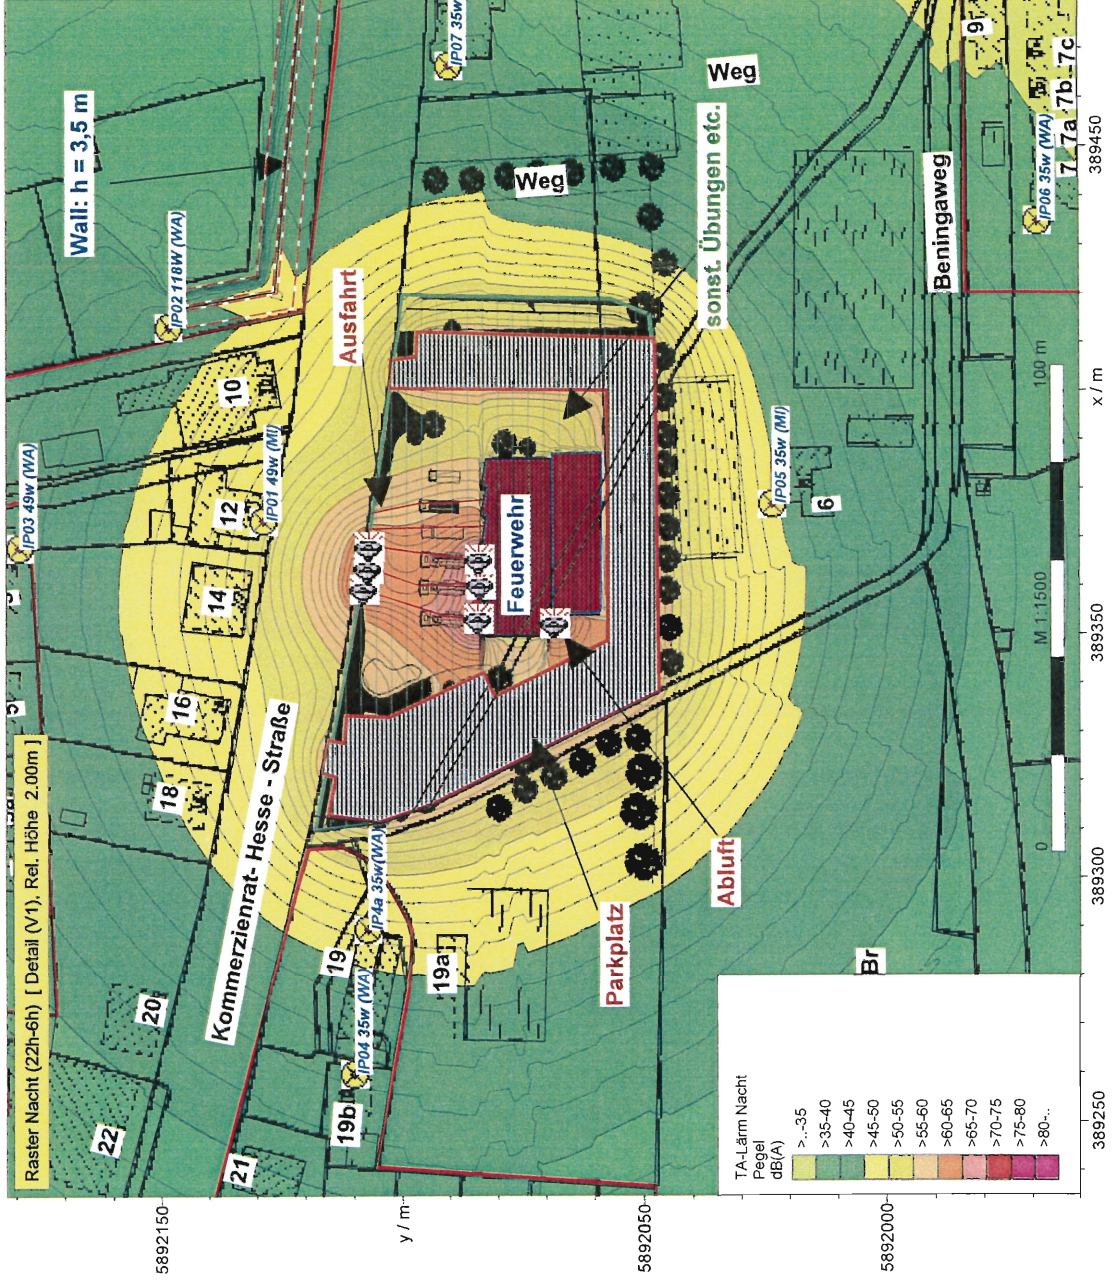 Raster Nacht (22h-6h) [ Detail (V1), Rel. Höhe 2.00m ]
Wall: h = 3,5 m
IP02 118W (WA)
IP03 49w (WA)
IP01 49w (MI)
IP07 35w
Weg
Weg
Ausfahrt
sonst. Übungen etc.
10
12
14
16
18
20
22
21
19
19a
19b
5
Kommerzienrat- Hesse - Straße
IP4a 35w(WA)
IP04 35w (WA)
Feuerwehr
Parkplatz
Abluft
IP05 35w (MI)
6
Beningaweg
IP06 35w (WA)
9
7
7a
7b
7c
Br
TA-Lärm Nacht
Pegel
dB(A)
>..-35
>35-40
>40-45
>45-50
>50-55
>55-60
>60-65
>65-70
>70-75
>75-80
>80-..
M 1:1500
0
100 m
x / m
389250
389300
389350
389450
y / m
5892150
5892050
5892000